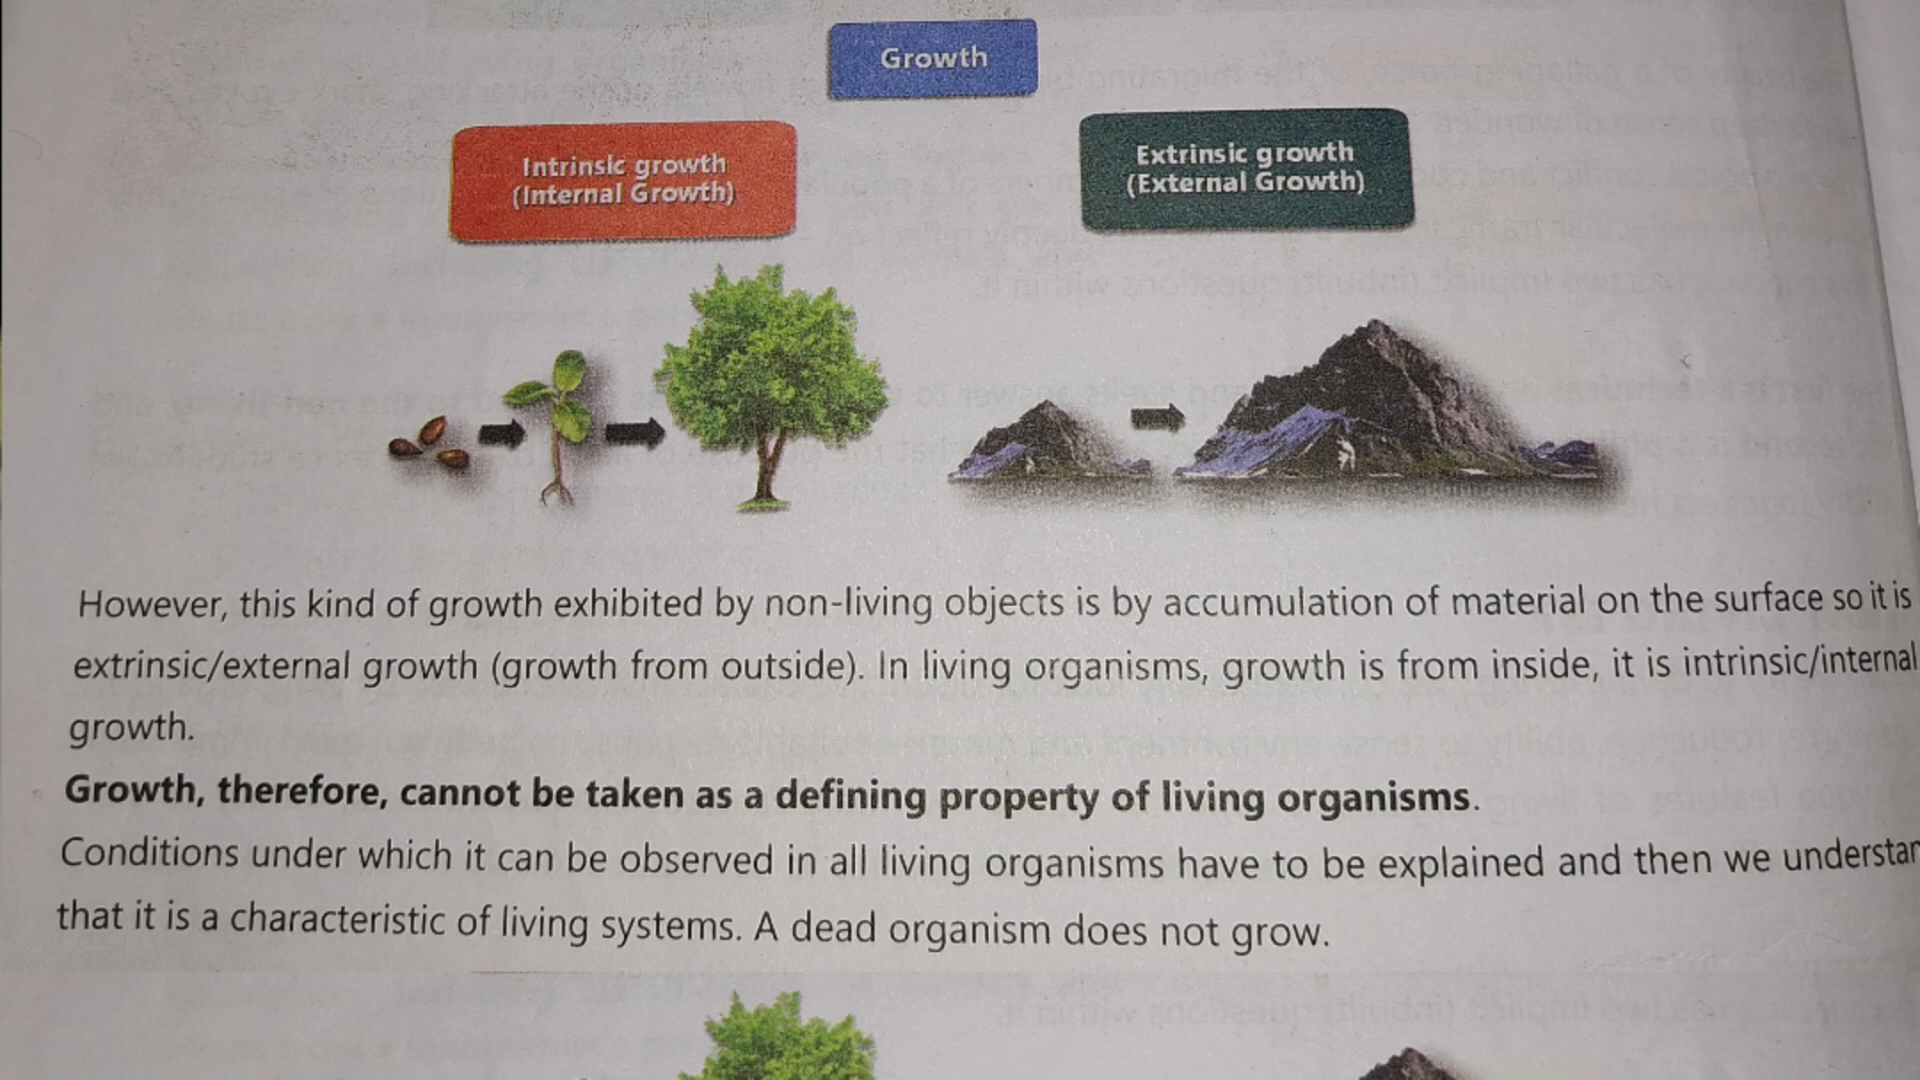 Growth
Intrinsic growth
(Internal Growth)
Extrinsic growth
(External Growth)
However, this kind of growth exhibited by non-living objects is by accumulation of material on the surface so it is
extrinsic/external growth (growth from outside). In living organisms, growth is from inside, it is intrinsic/internal
growth.
Growth, therefore, cannot be taken as a defining property of living organisms.
Conditions under which it can be observed in all living organisms have to be explained and then we understan
that it is a characteristic of living systems. A dead organism does not grow.